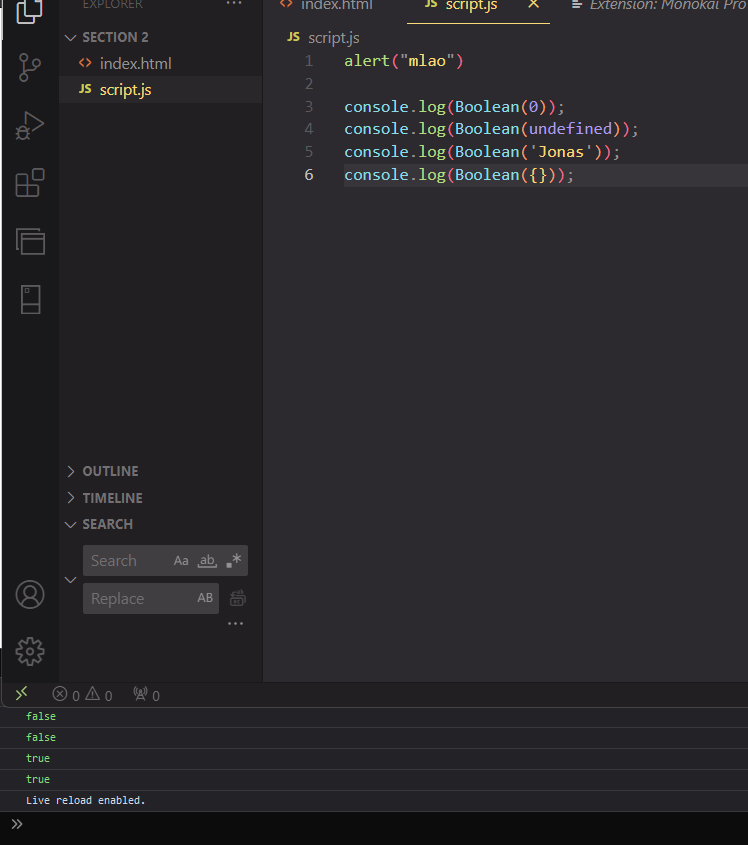 EXPLORER
SECTION 2
index.html
JS script.js
OUTLINE
TIMELINE
SEARCH
Search Aa ab
Replace AB
index.html JS script.js Extension: Monokai Pro
JS script.js
1 alert("mlao")
2
3 console.log(Boolean(0));
4 console.log(Boolean(undefined));
5 console.log(Boolean('Jonas'));
6 console.log(Boolean({}));
0 0 0
false
false
true
true
Live reload enabled.